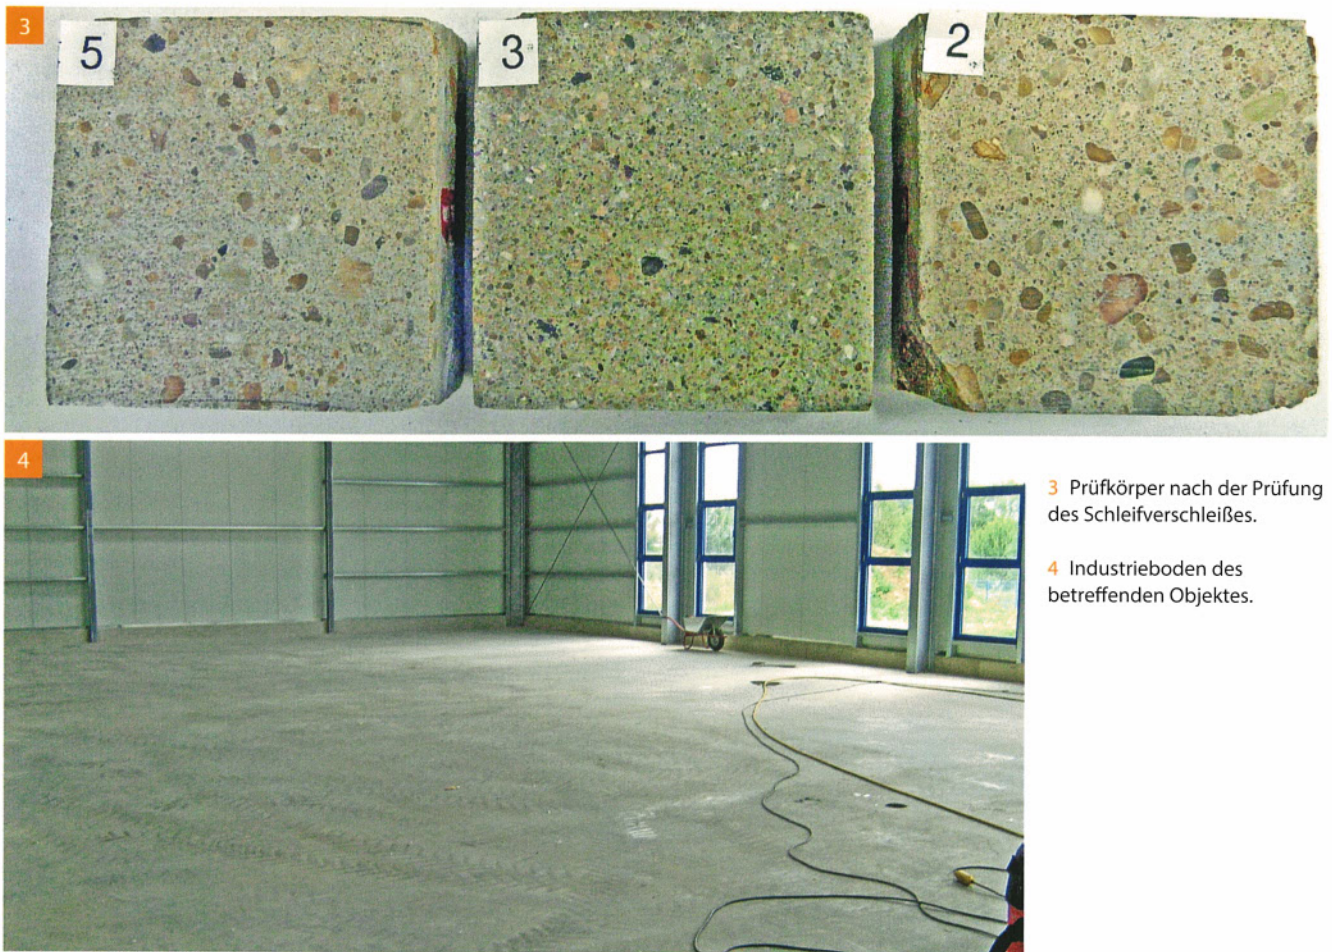 3
5
3
2
4
3 Prüfkörper nach der Prüfung
des Schleifverschleißes.
4 Industrieboden des
betreffenden Objektes.